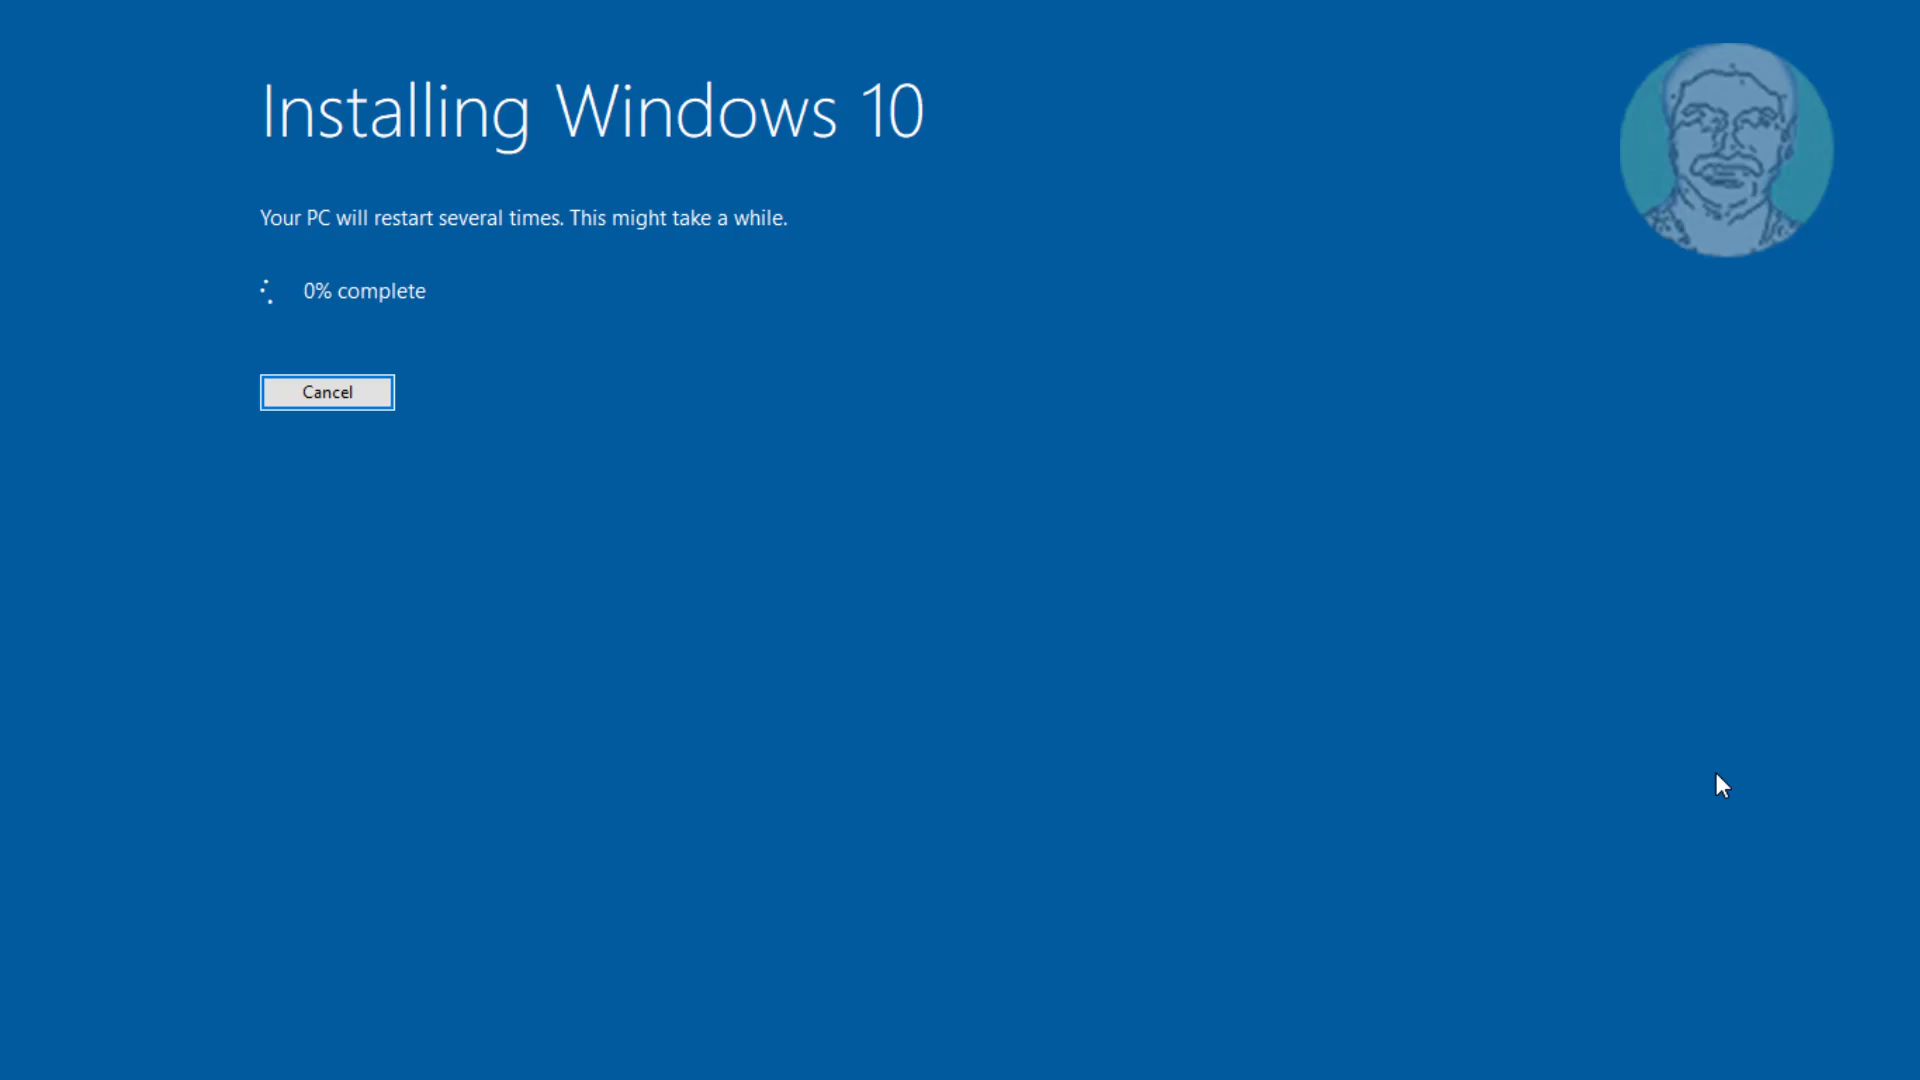 Installing Windows 10
Your PC will restart several times. This might take a while.
0% complete
Cancel